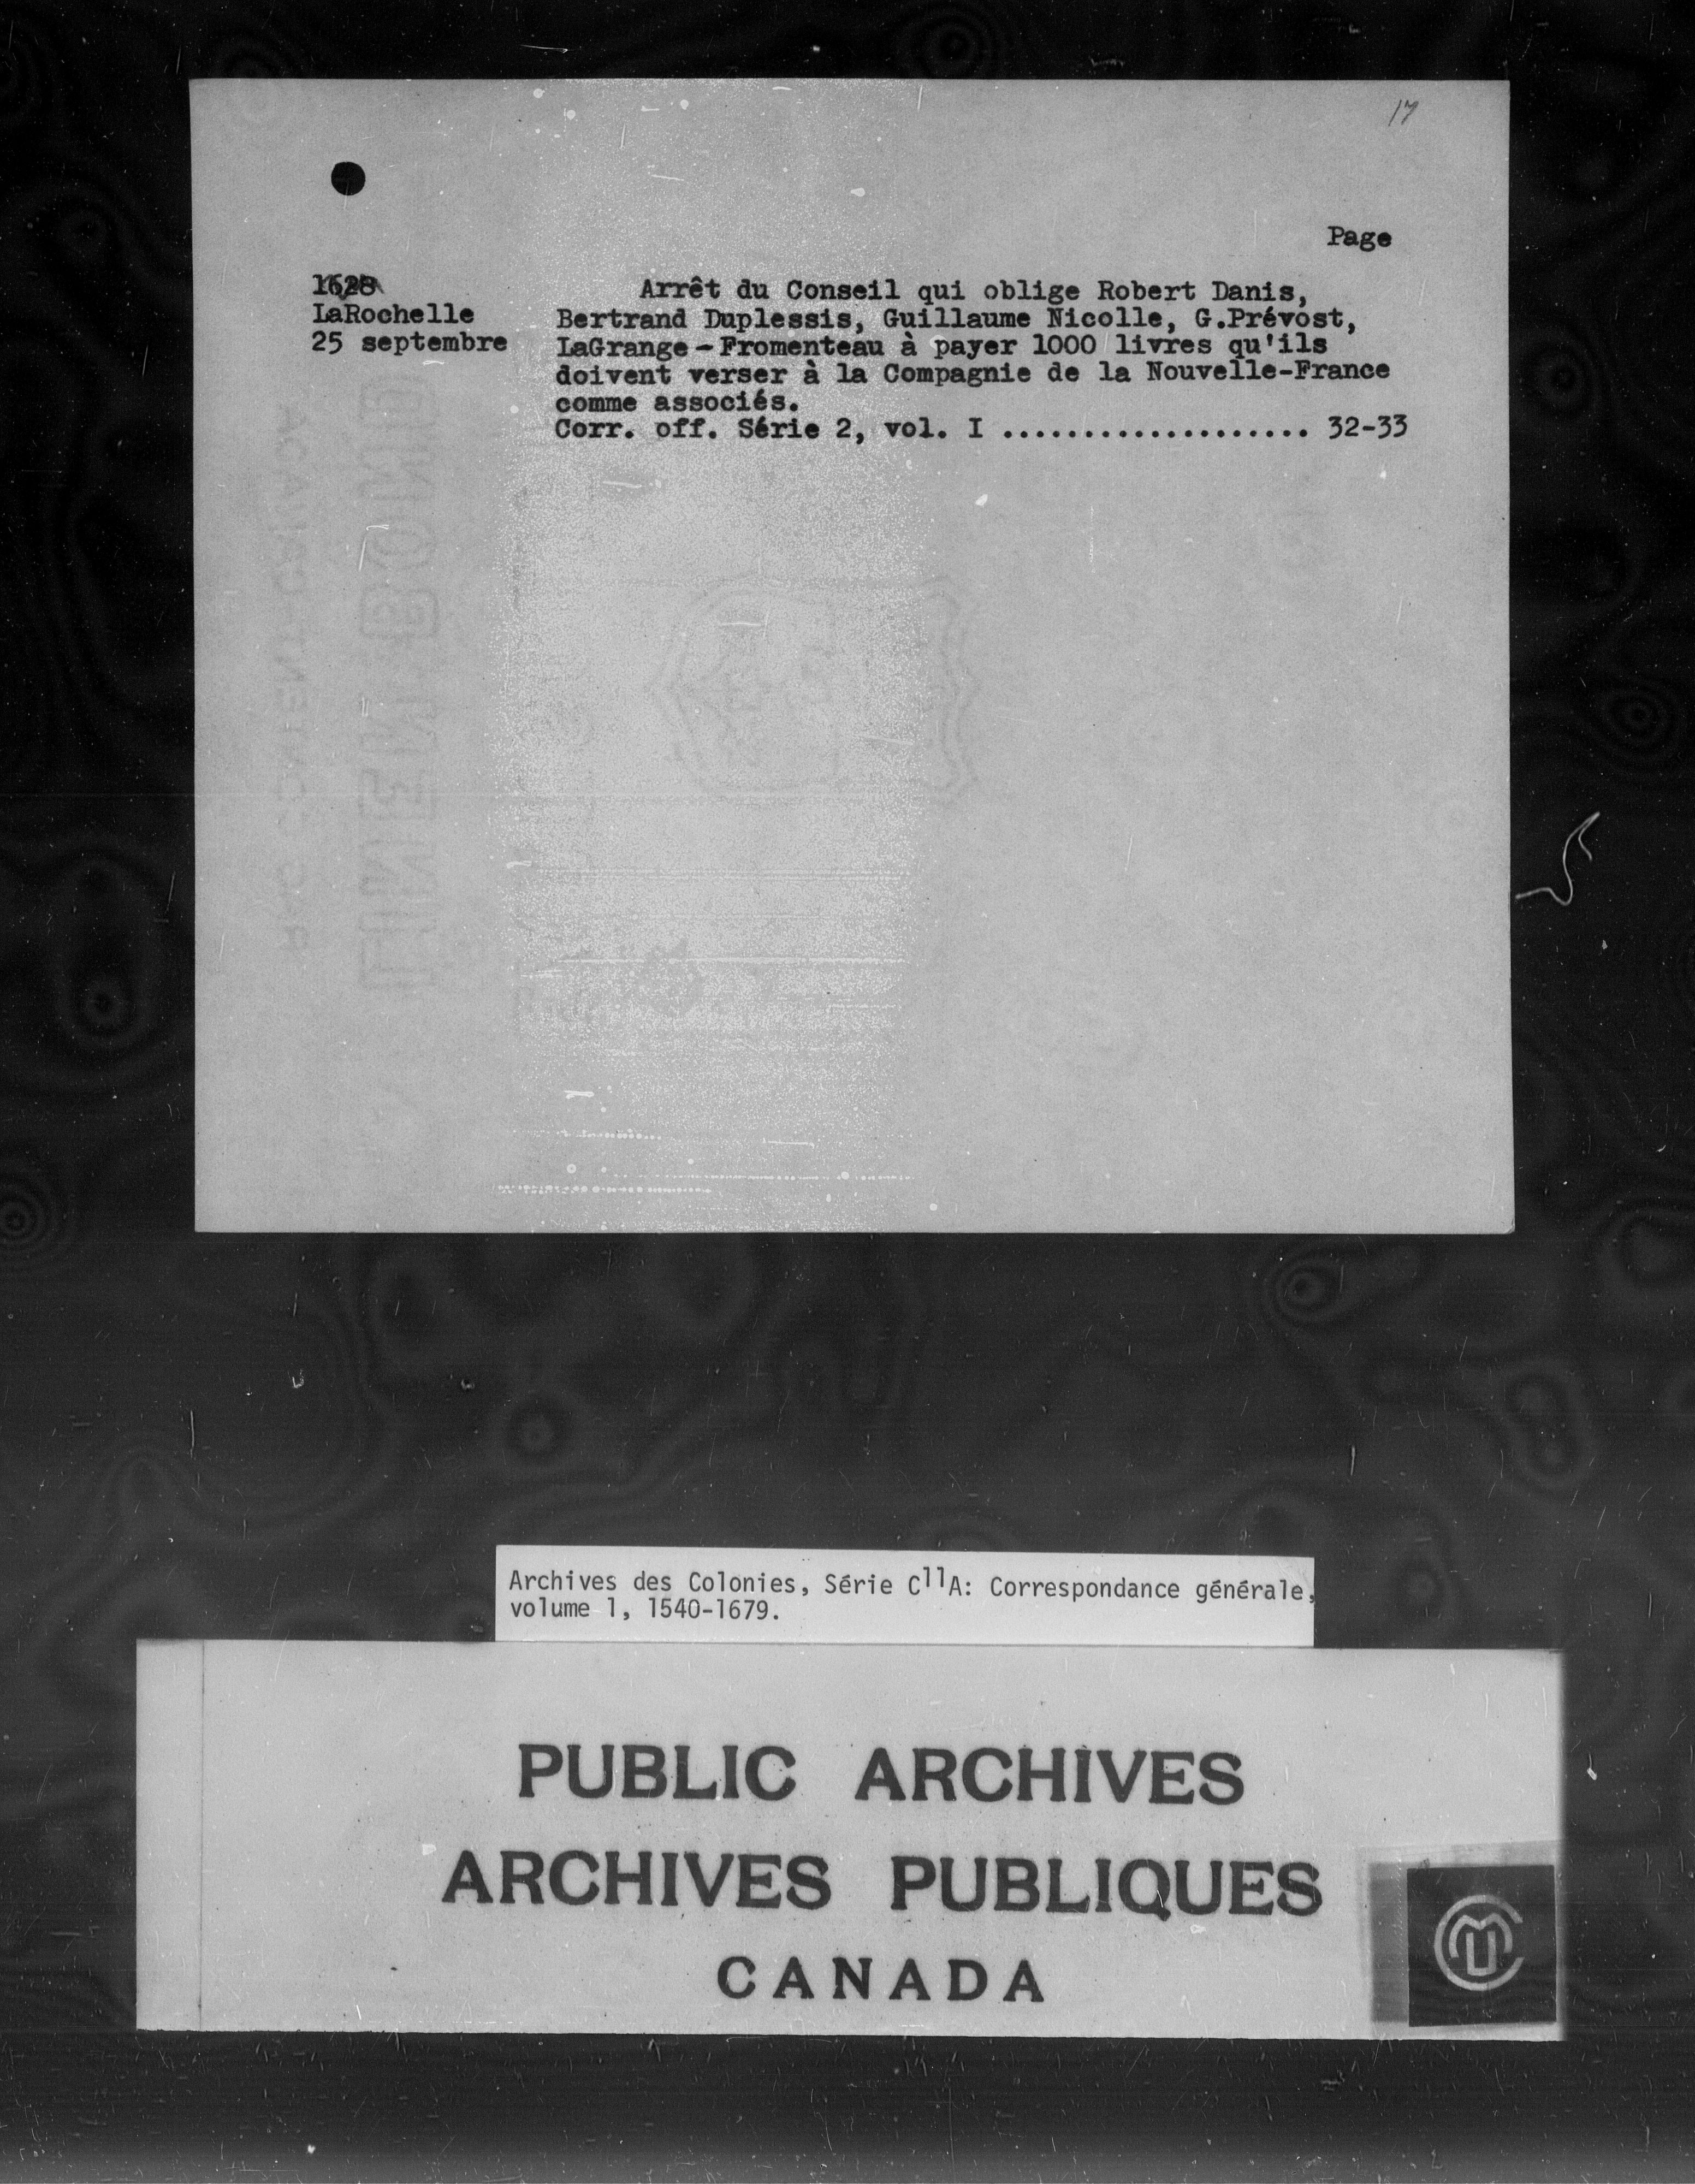 17
Page
1628
LaRochelle
25 septembre
Arrêt du Conseil qui oblige Robert Danis,
Bertrand Duplessis, Guillaume Nicolle, G.Prévost,
LaGrange-Fromenteau à payer 1000 livres qu'ils
doivent verser à la Compagnie de la Nouvelle-France
comme associés.
Corr. off. Série 2, vol. I ................... 32-33
Archives des Colonies, Série C11A: Correspondance générale,
volume 1, 1540-1679.
PUBLIC ARCHIVES
ARCHIVES PUBLIQUES
CANADA